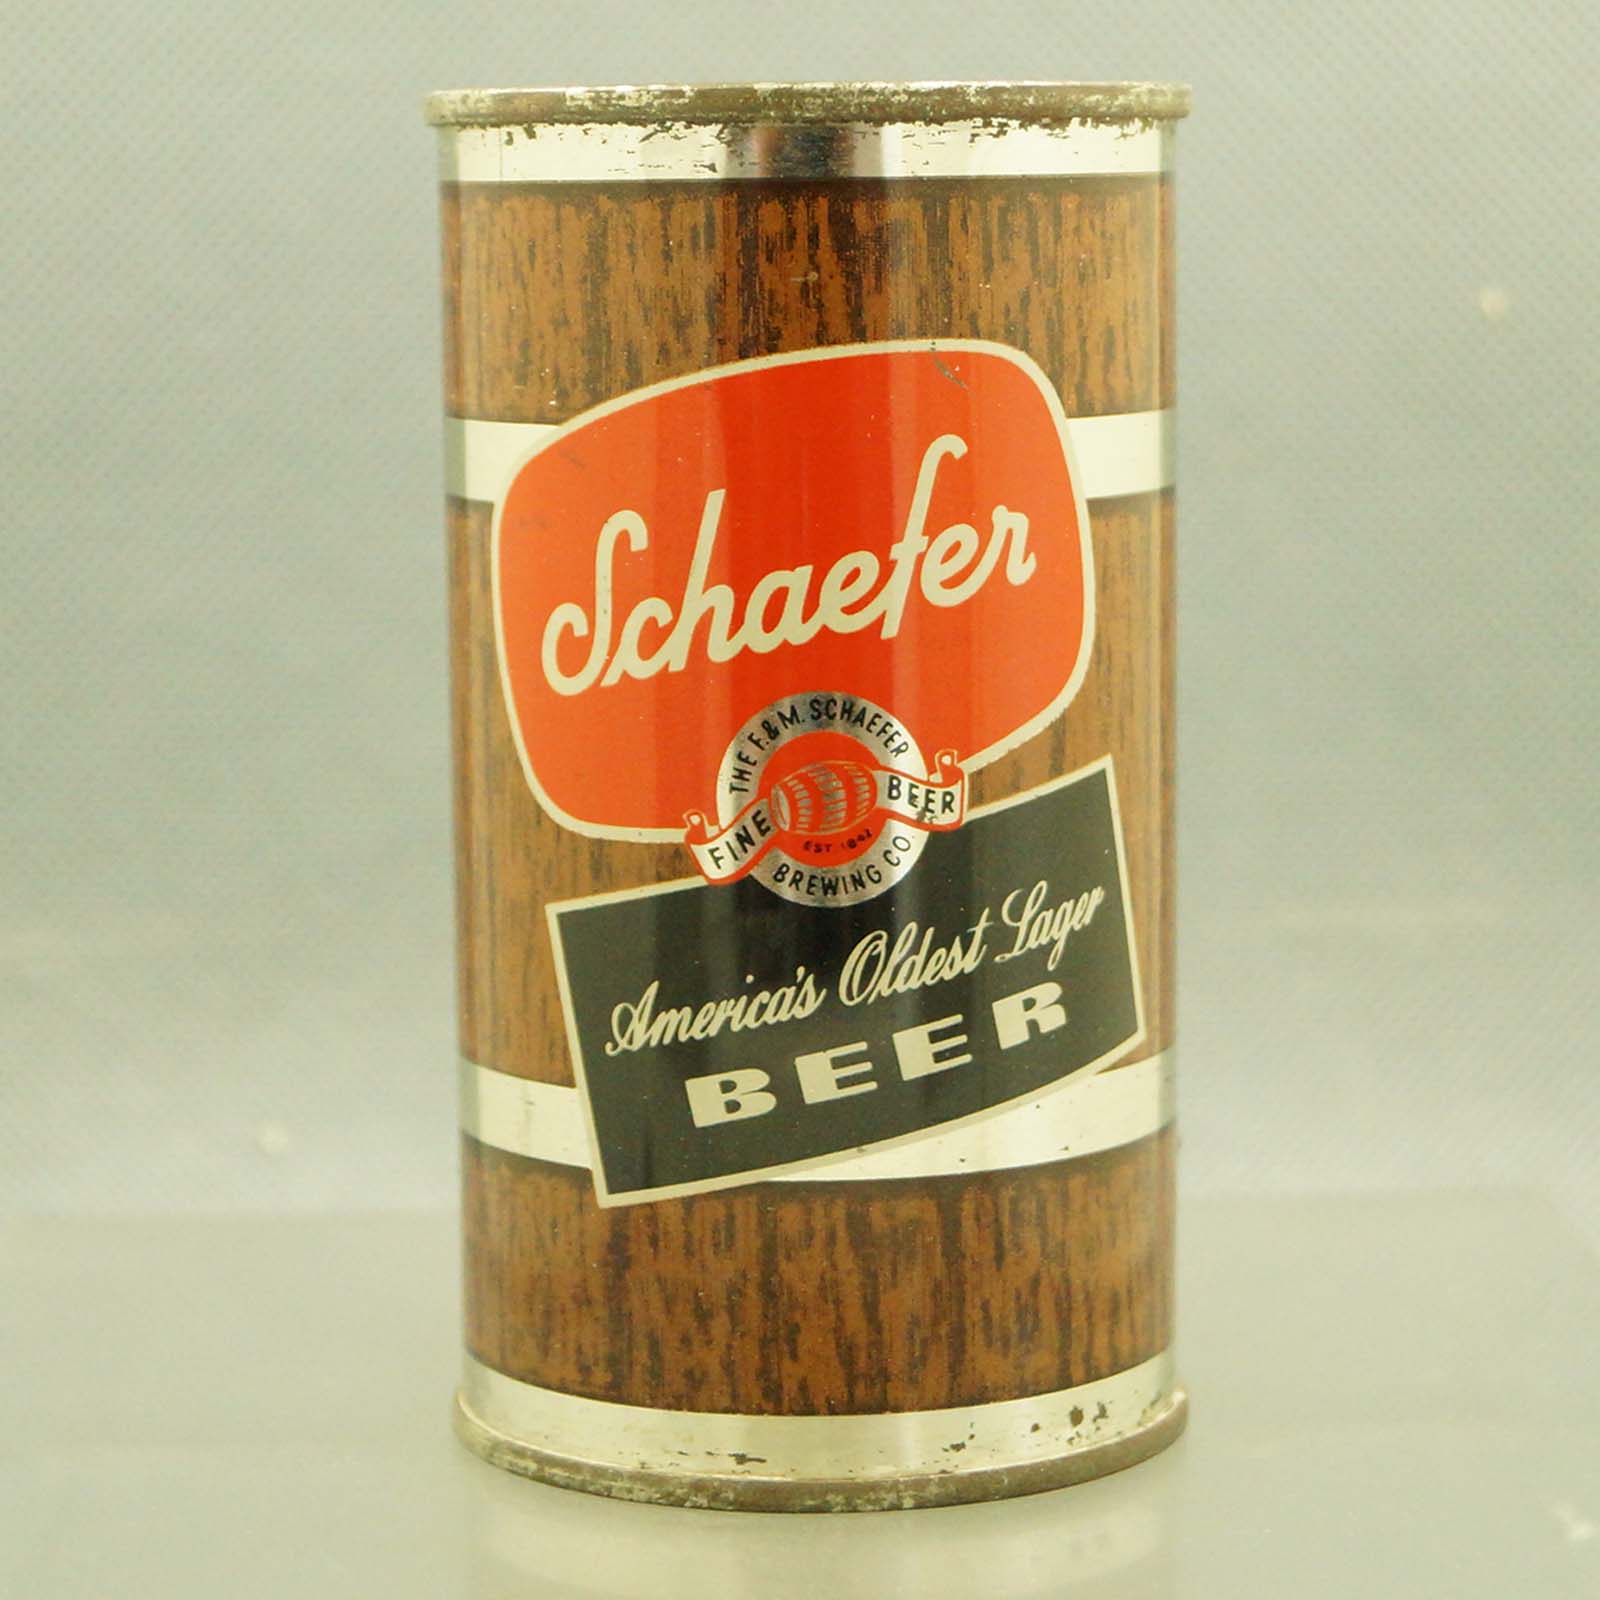 Schaefer
THE F. & M. SCHAEFER
FINE BEER
EST. 1842
BREWING CO.
America's Oldest Lager
BEER